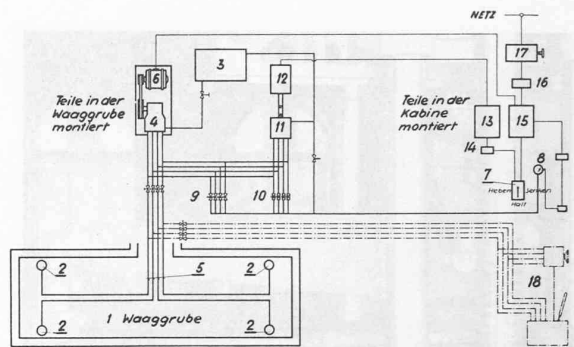 NETZ
17
3
6
16
12
Teile in der
Waaggrube
montiert
4
Teile in der
Kabine
montiert
13
15
11
14
8
7
Heben
Senken
Halt
9
10
2
5
2
18
1 Waaggrube
2
2